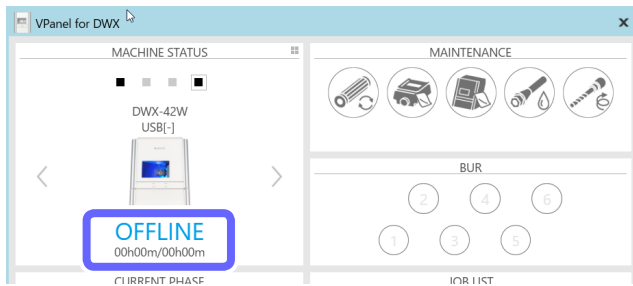 VPanel for DWX
x
MACHINE STATUS
DWX-42W
USB[-]
OFFLINE
00h00m/00h00m
CURRENT PHASE
MAINTENANCE
BUR
2 4 6
1 3 5
JOB LIST